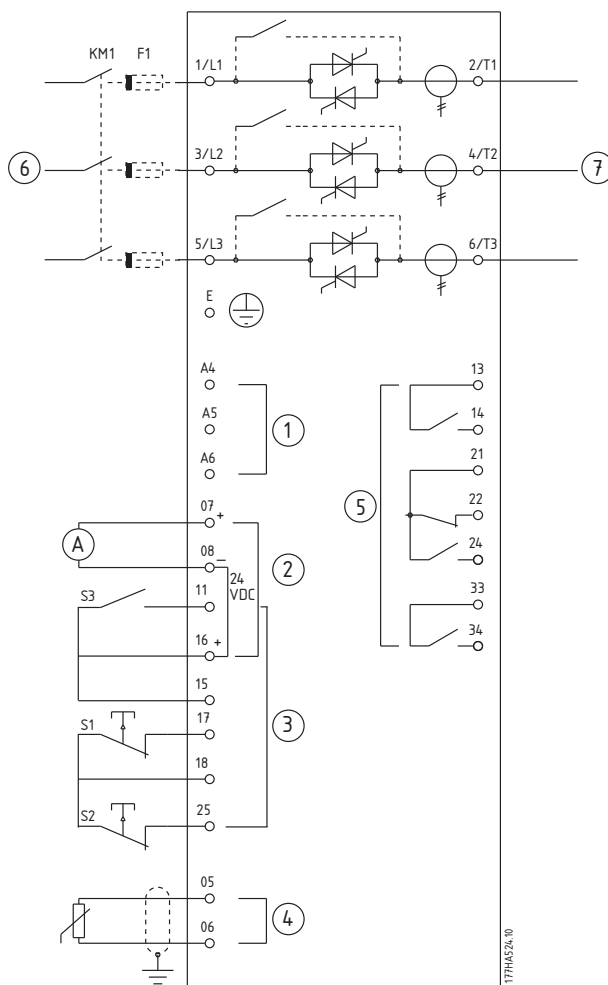 KM1 F1 1/L1 2/T1
6 3/L2 4/T2 7
5/L3 6/T3
E
A4 13
A5 1 14
A6 21
5
07 + 22
A 08 – 2 24
24
VDC
S3 11 33
16 + 34
15
S1 17 3
18
S2 25
05
4
06
177HA524.10